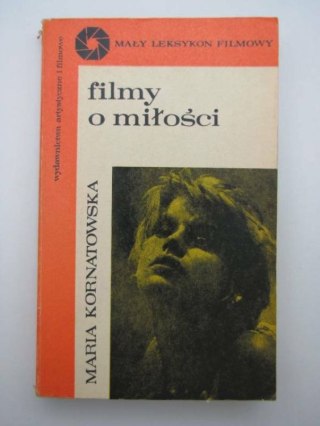 MAŁY LEKSYKON FILMOWY
filmy
o miłości
wydawnictwa artystyczne i filmowe
MARIA KORNATOWSKA